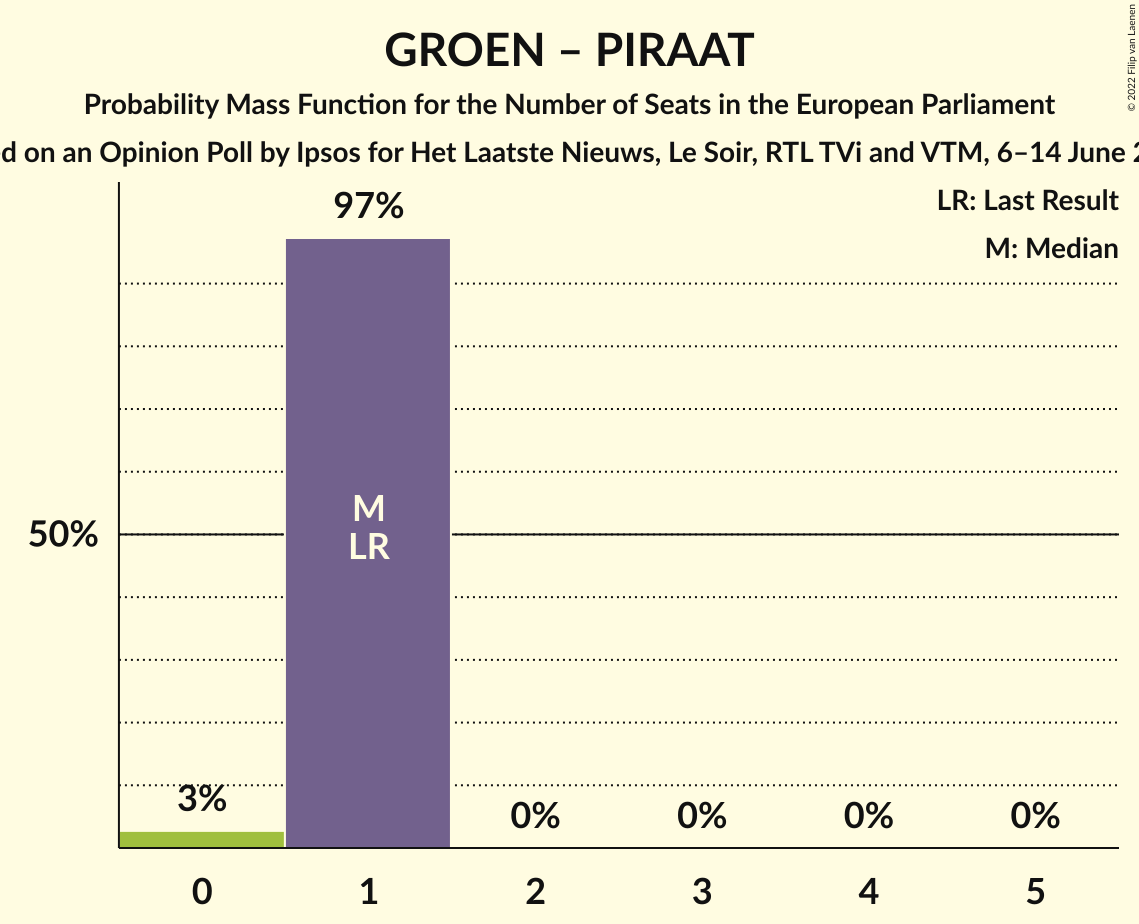 GROEN – PIRAAT
Probability Mass Function for the Number of Seats in the European Parliament
d on an Opinion Poll by Ipsos for Het Laatste Nieuws, Le Soir, RTL TVi and VTM, 6–14 June 2
© 2022 Filip van Laenen
LR: Last Result
M: Median
97%
M
LR
50%
3%
0%
0%
0%
0%
0
1
2
3
4
5